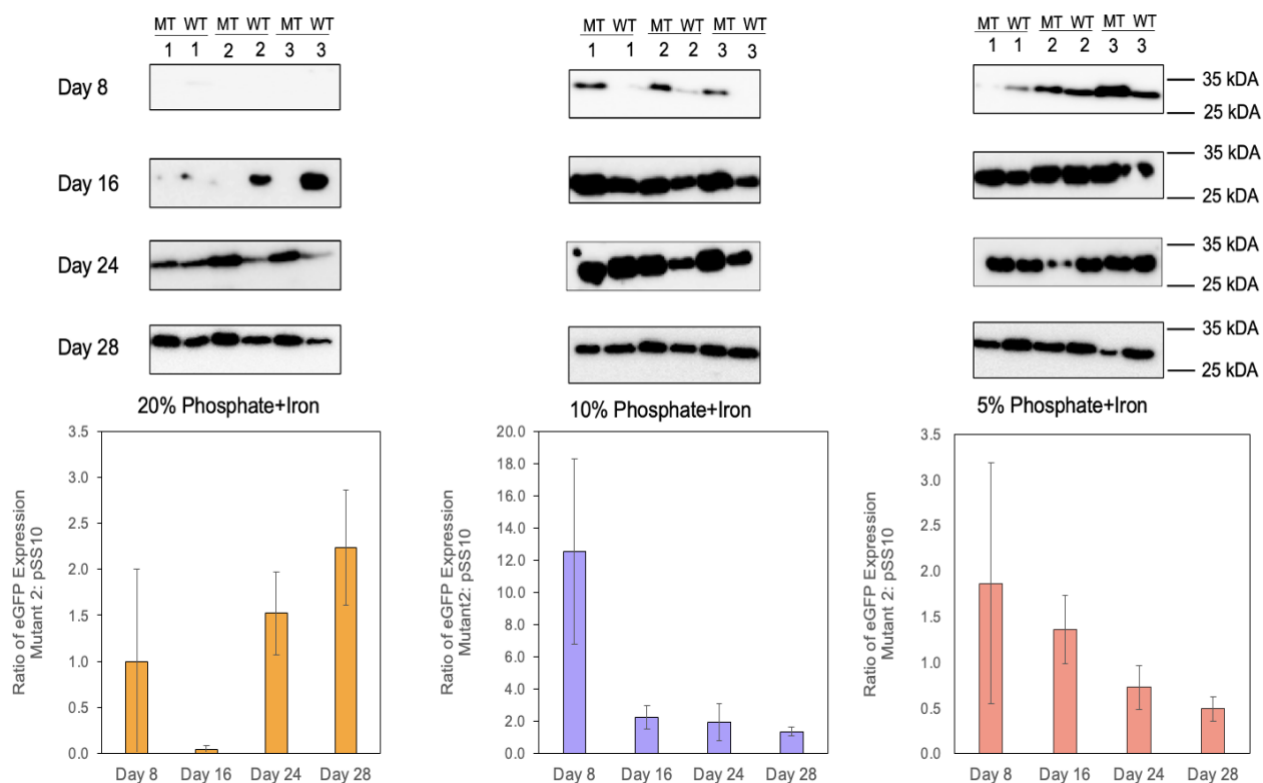 MT WT MT WT MT WT
1 1 2 2 3 3
MT WT MT WT MT WT
1 1 2 2 3 3
MT WT MT WT MT WT
1 1 2 2 3 3
Day 8
35 kDA
25 kDA
Day 16
35 kDA
25 kDA
Day 24
35 kDA
25 kDA
Day 28
35 kDA
25 kDA
20% Phosphate+Iron
Ratio of eGFP Expression
Mutant 2: pSS10
3.5
3.0
2.5
2.0
1.5
1.0
0.5
0.0
Day 8 Day 16 Day 24 Day 28
10% Phosphate+Iron
Ratio of eGFP Expression
Mutant2: pSS10
20.0
18.0
16.0
14.0
12.0
10.0
8.0
6.0
4.0
2.0
0.0
Day 8 Day 16 Day 24 Day 28
5% Phosphate+Iron
Ratio of eGFP Expression
Mutant 2: pSS10
3.5
3.0
2.5
2.0
1.5
1.0
0.5
0.0
Day 8 Day 16 Day 24 Day 28